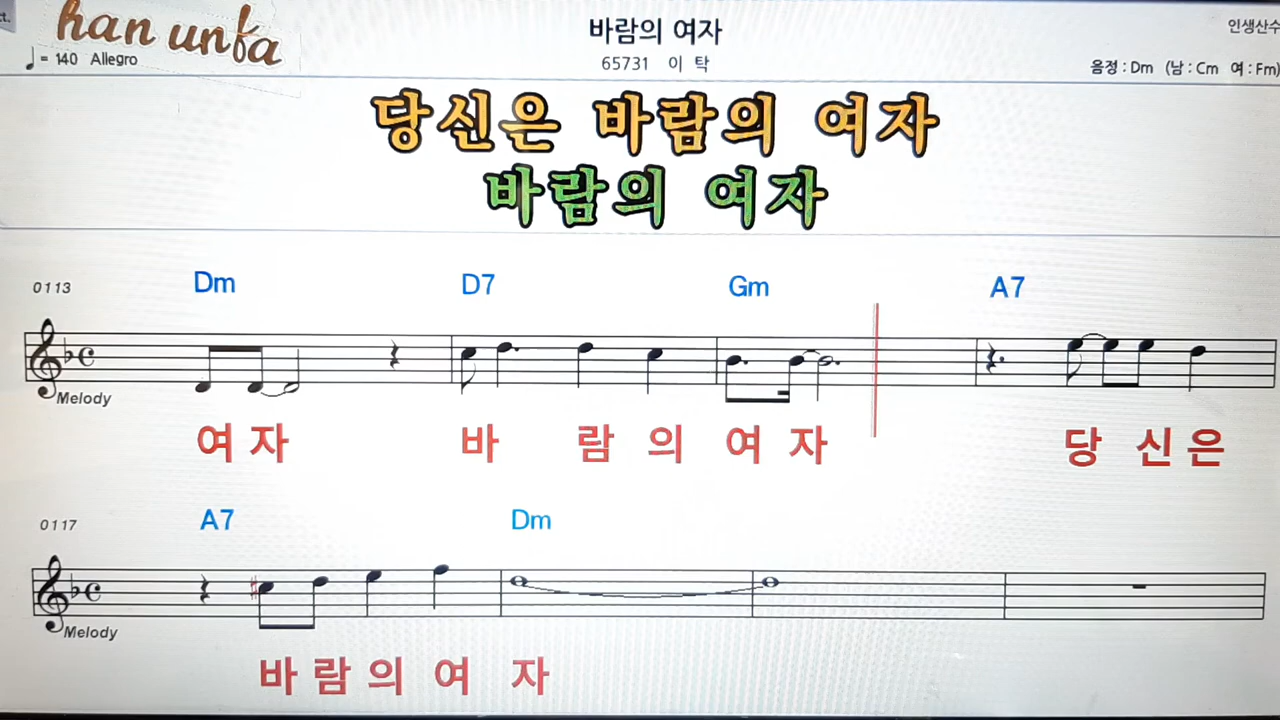 ct.
han unfa
바람의 여자
인생산수
♩ = 140 Allegro
65731 이 탁
음정 : Dm (남 : Cm 여 : Fm)
당신은 바람의 여자
바람의 여자
0113 Dm D7 Gm A7
Melody
여 자 바 람 의 여 자 당 신 은
0117 A7 Dm
Melody
바 람 의 여 자